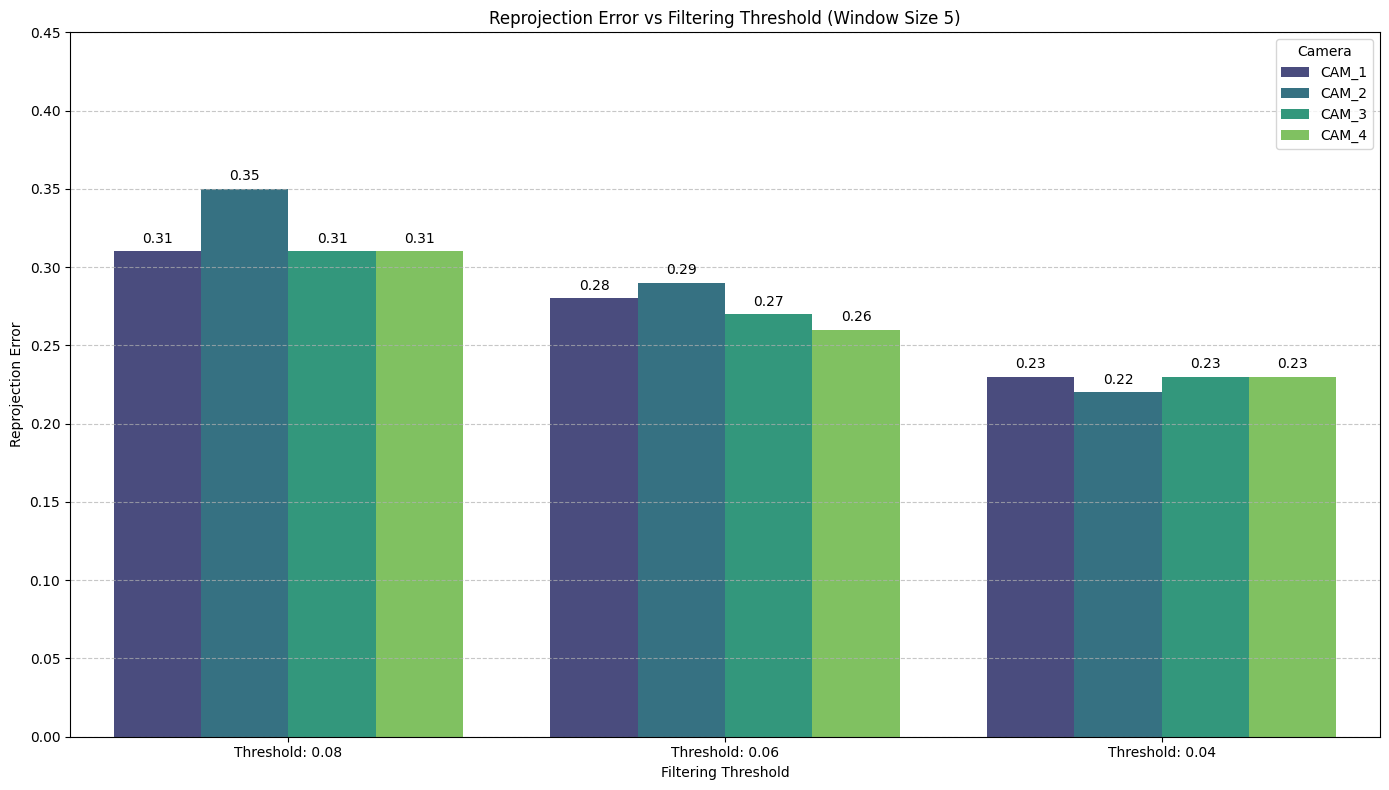 Reprojection Error vs Filtering Threshold (Window Size 5)
Reprojection Error
0.45
0.40
0.35
0.30
0.25
0.20
0.15
0.10
0.05
0.00
Camera
CAM_1
CAM_2
CAM_3
CAM_4
0.31
0.35
0.31
0.31
0.28
0.29
0.27
0.26
0.23
0.22
0.23
0.23
Threshold: 0.08
Threshold: 0.06
Threshold: 0.04
Filtering Threshold